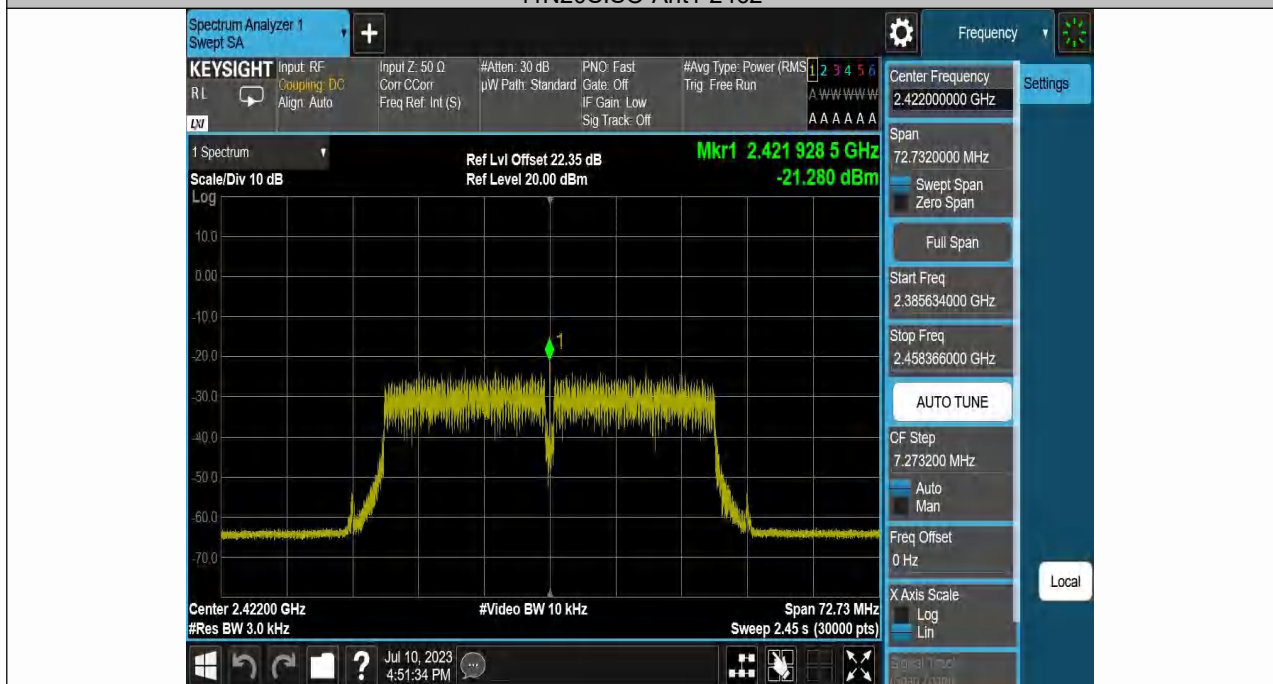 Spectrum Analyzer 1
Swept SA
+
Frequency
KEYSIGHT
RL
LXI
Input: RF
Coupling: DC
Align: Auto
Input Z: 50 Ω
Corr CCorr
Freq Ref: Int (S)
#Atten: 30 dB
µW Path: Standard
PNO: Fast
Gate: Off
IF Gain: Low
Sig Track: Off
#Avg Type: Power (RMS
Trig: Free Run
1 2 3 4 5 6
A W W W W W
A A A A A A
Center Frequency
2.422000000 GHz
Settings
Span
72.7320000 MHz
Swept Span
Zero Span
Full Span
Start Freq
2.385634000 GHz
Stop Freq
2.458366000 GHz
AUTO TUNE
CF Step
7.273200 MHz
Auto
Man
Freq Offset
0 Hz
X Axis Scale
Log
Lin
Local
1 Spectrum
Scale/Div 10 dB
Ref Lvl Offset 22.35 dB
Ref Level 20.00 dBm
Mkr1 2.421 928 5 GHz
-21.280 dBm
Log
10.0
0.00
-10.0
-20.0
-30.0
-40.0
-50.0
-60.0
-70.0
1
Center 2.42200 GHz
#Video BW 10 kHz
Span 72.73 MHz
#Res BW 3.0 kHz
Sweep 2.45 s (30000 pts)
?
Jul 10, 2023
4:51:34 PM